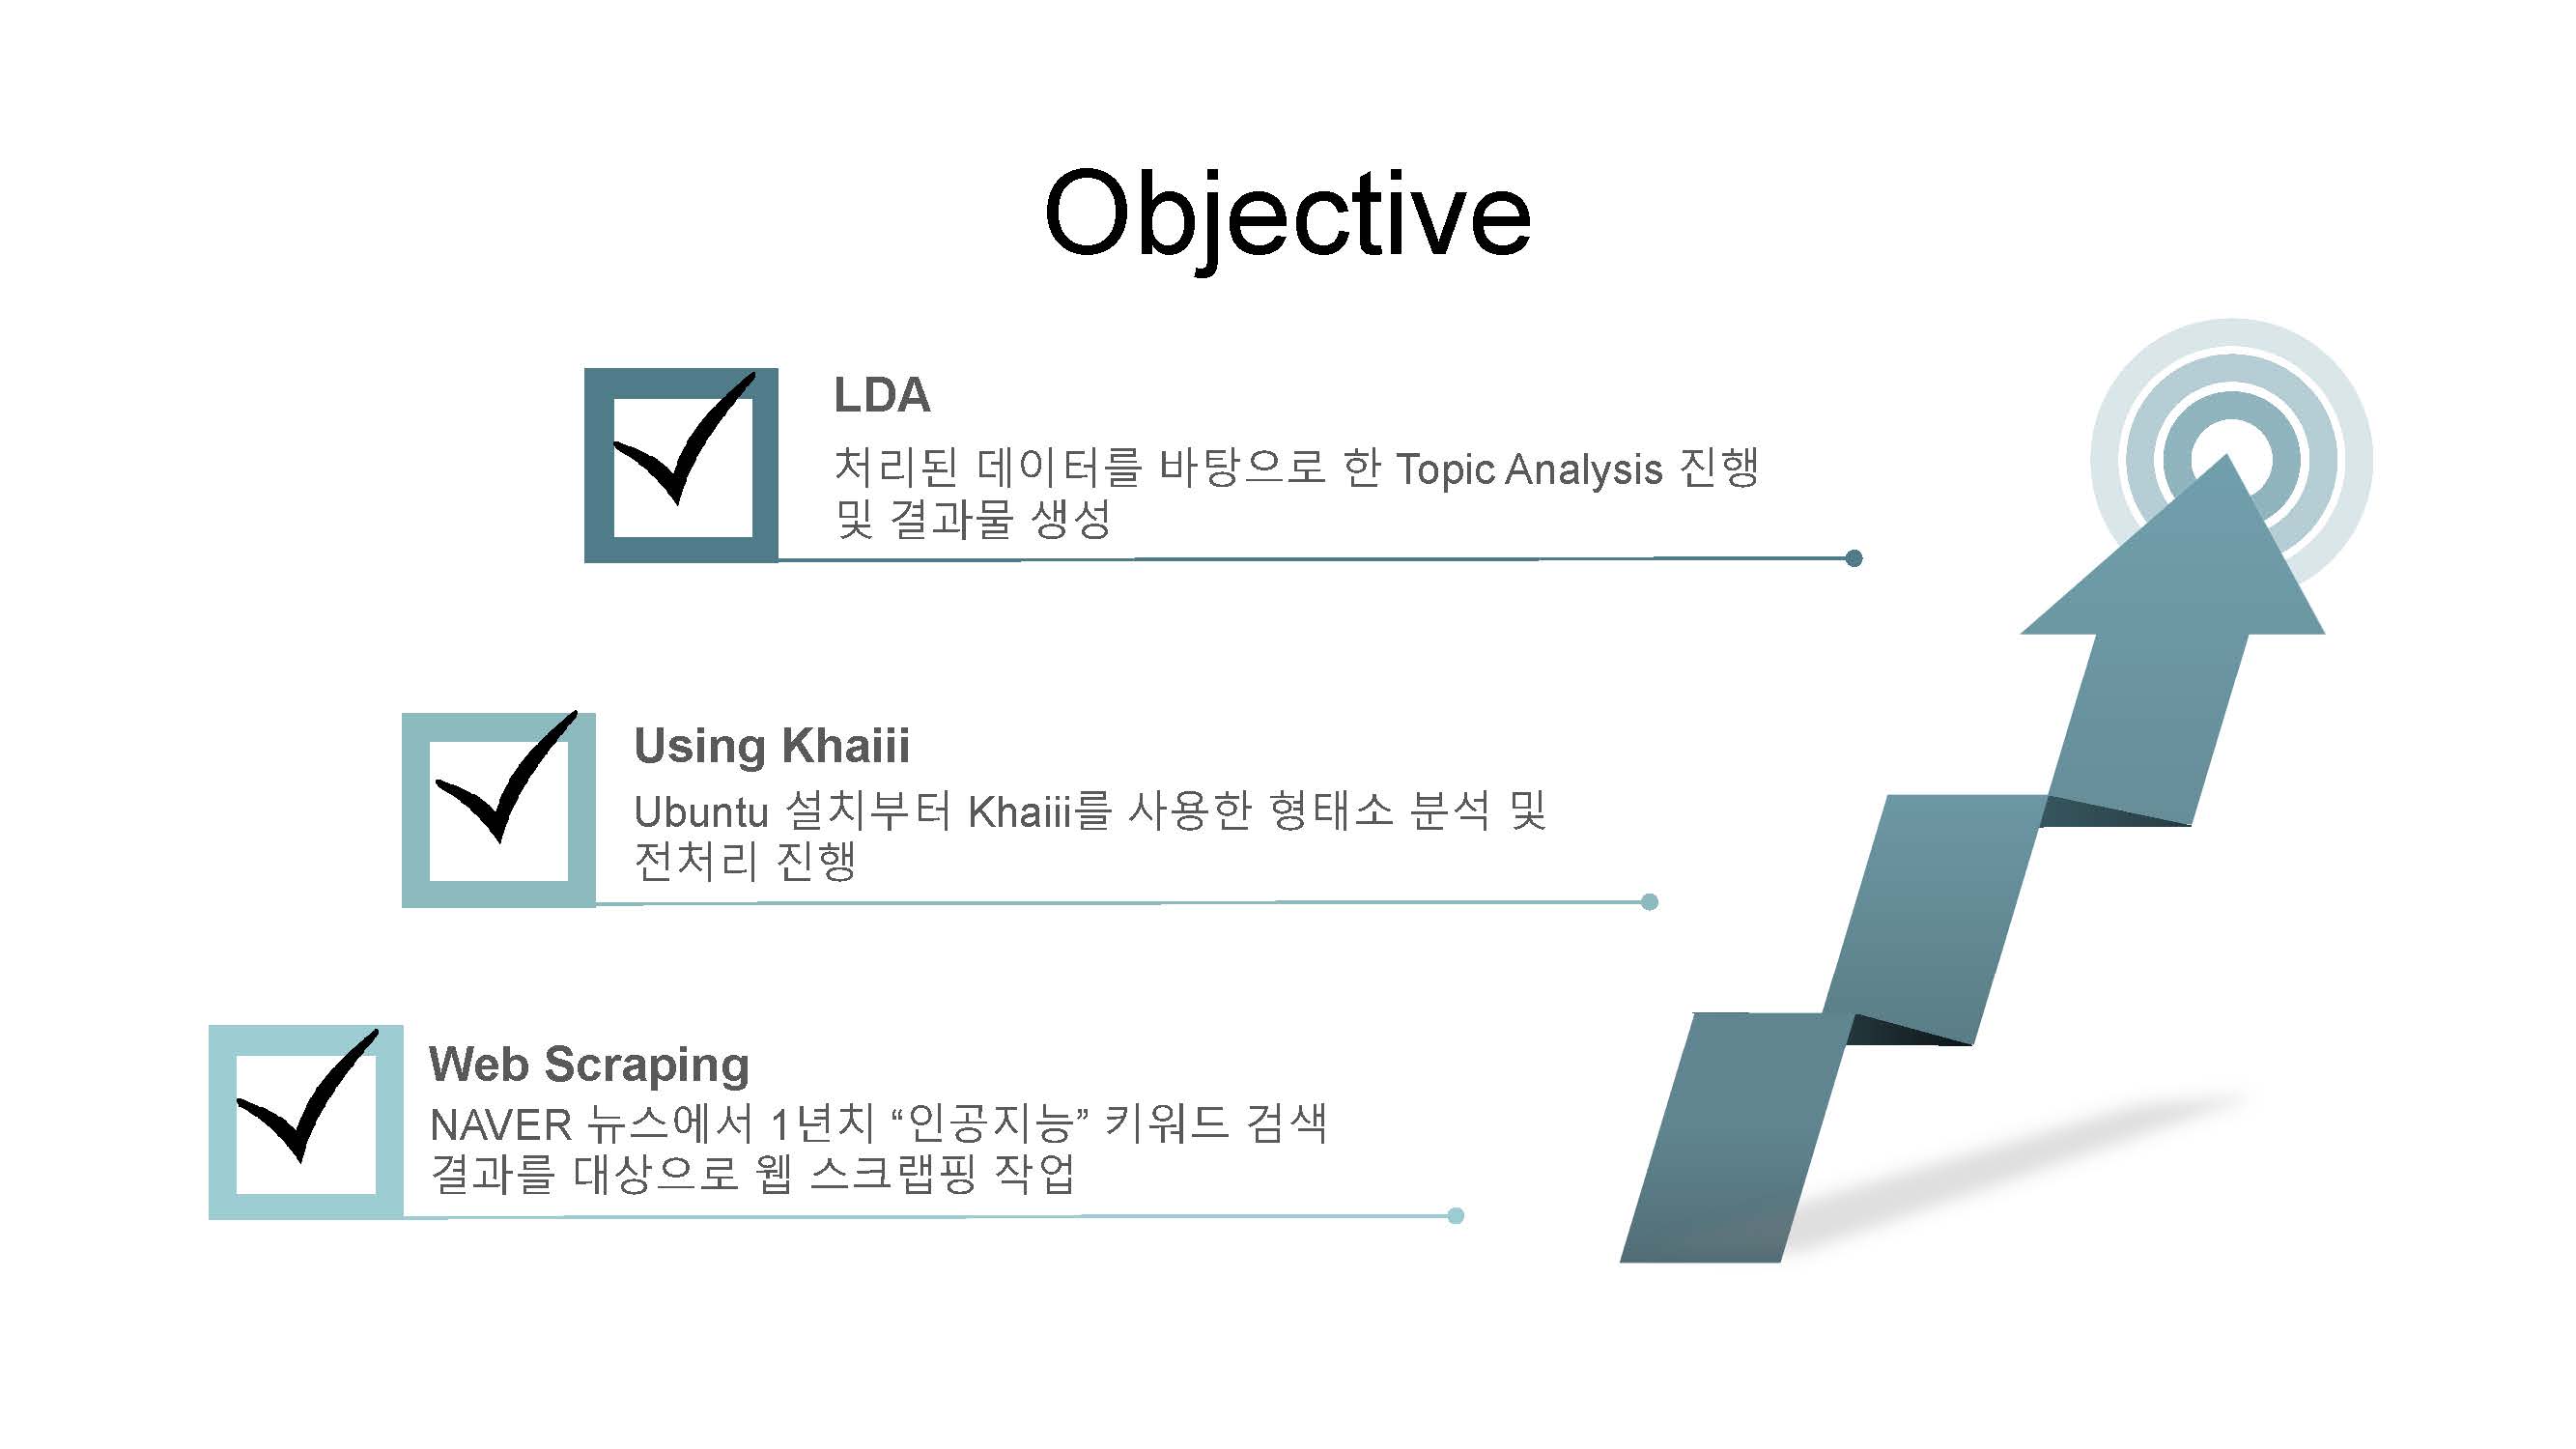 Objective
LDA
처리된 데이터를 바탕으로 한 Topic Analysis 진행
및 결과물 생성
Using Khaiii
Ubuntu 설치부터 Khaiii를 사용한 형태소 분석 및
전처리 진행
Web Scraping
NAVER 뉴스에서 1년치 “인공지능” 키워드 검색
결과를 대상으로 웹 스크랩핑 작업